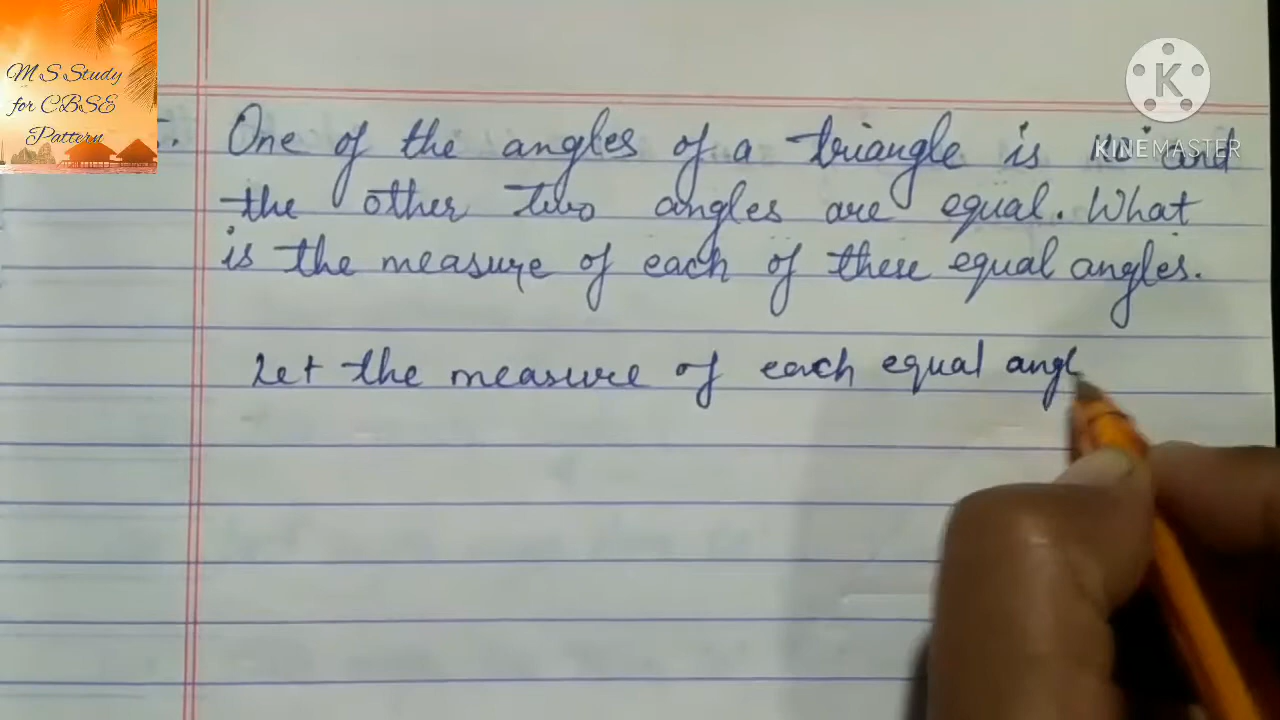 M S Study
for CBSE
Pattern
KINEMASTER
One of the angles of a triangle is and
the other two angles are equal. What
is the measure of each of these equal angles.
Let the measure of each equal angl